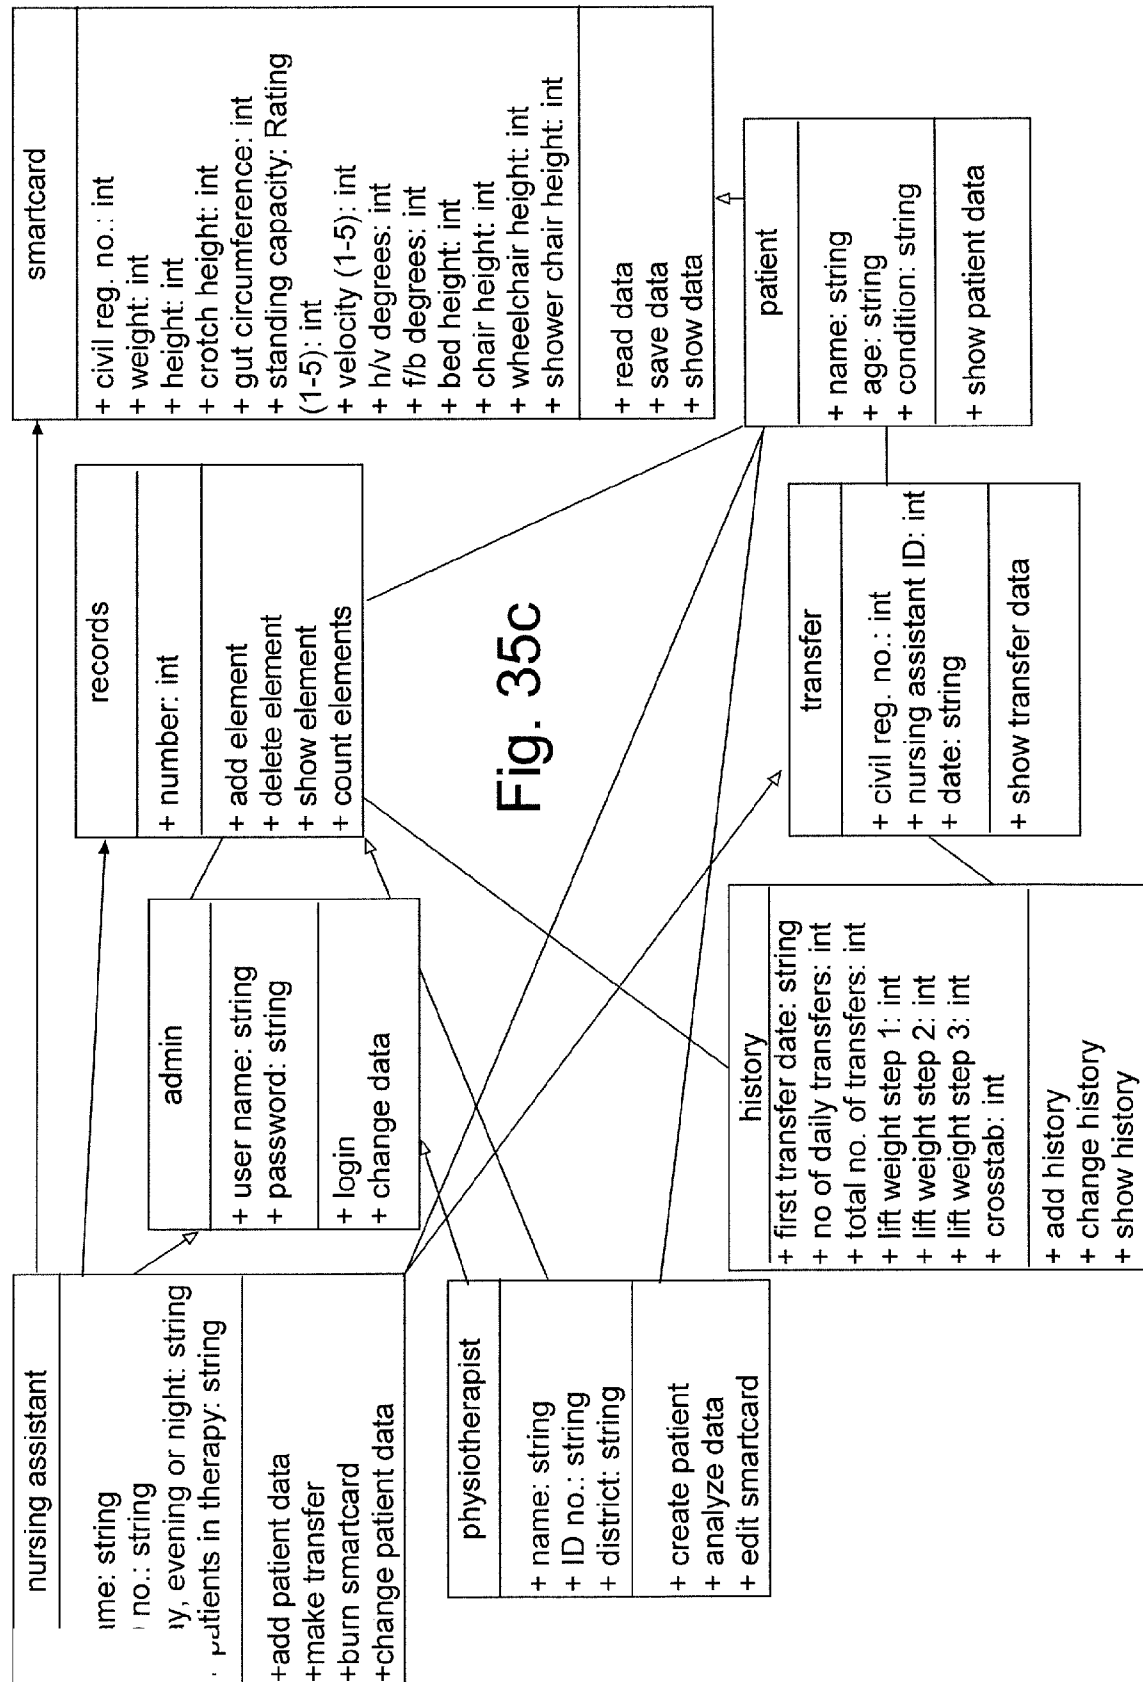 nursing assistant
ame: string
no.: string
y, evening or night: string
patients in therapy: string
+add patient data
+make transfer
+burn smartcard
+change patient data
admin
+ user name: string
+ password: string
+ login
+ change data
records
+ number: int
+ add element
+ delete element
+ show element
+ count elements
smartcard
+ civil reg. no.: int
+ weight: int
+ height: int
+ crotch height: int
+ gut circumference: int
+ standing capacity: Rating
(1-5): int
+ velocity (1-5): int
+ h/v degrees: int
+ f/b degrees: int
+ bed height: int
+ chair height: int
+ wheelchair height: int
+ shower chair height: int
+ read data
+ save data
+ show data
physiotherapist
+ name: string
+ ID no.: string
+ district: string
+ create patient
+ analyze data
+ edit smartcard
Fig. 35c
history
+ first transfer date: string
+ no of daily transfers: int
+ total no. of transfers: int
+ lift weight step 1: int
+ lift weight step 2: int
+ lift weight step 3: int
+ crosstab: int
+ add history
+ change history
+ show history
transfer
+ civil reg. no.: int
+ nursing assistant ID: int
+ date: string
+ show transfer data
patient
+ name: string
+ age: string
+ condition: string
+ show patient data